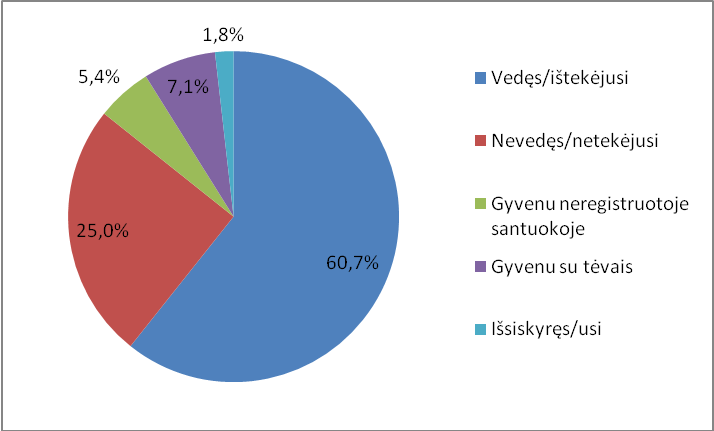 1,8%
5,4%
7,1%
25,0%
60,7%
Vedęs/ištekėjusi
Nevedęs/netekėjusi
Gyvenu neregistruotoje
santuokoje
Gyvenu su tėvais
Išsiskyręs/usi